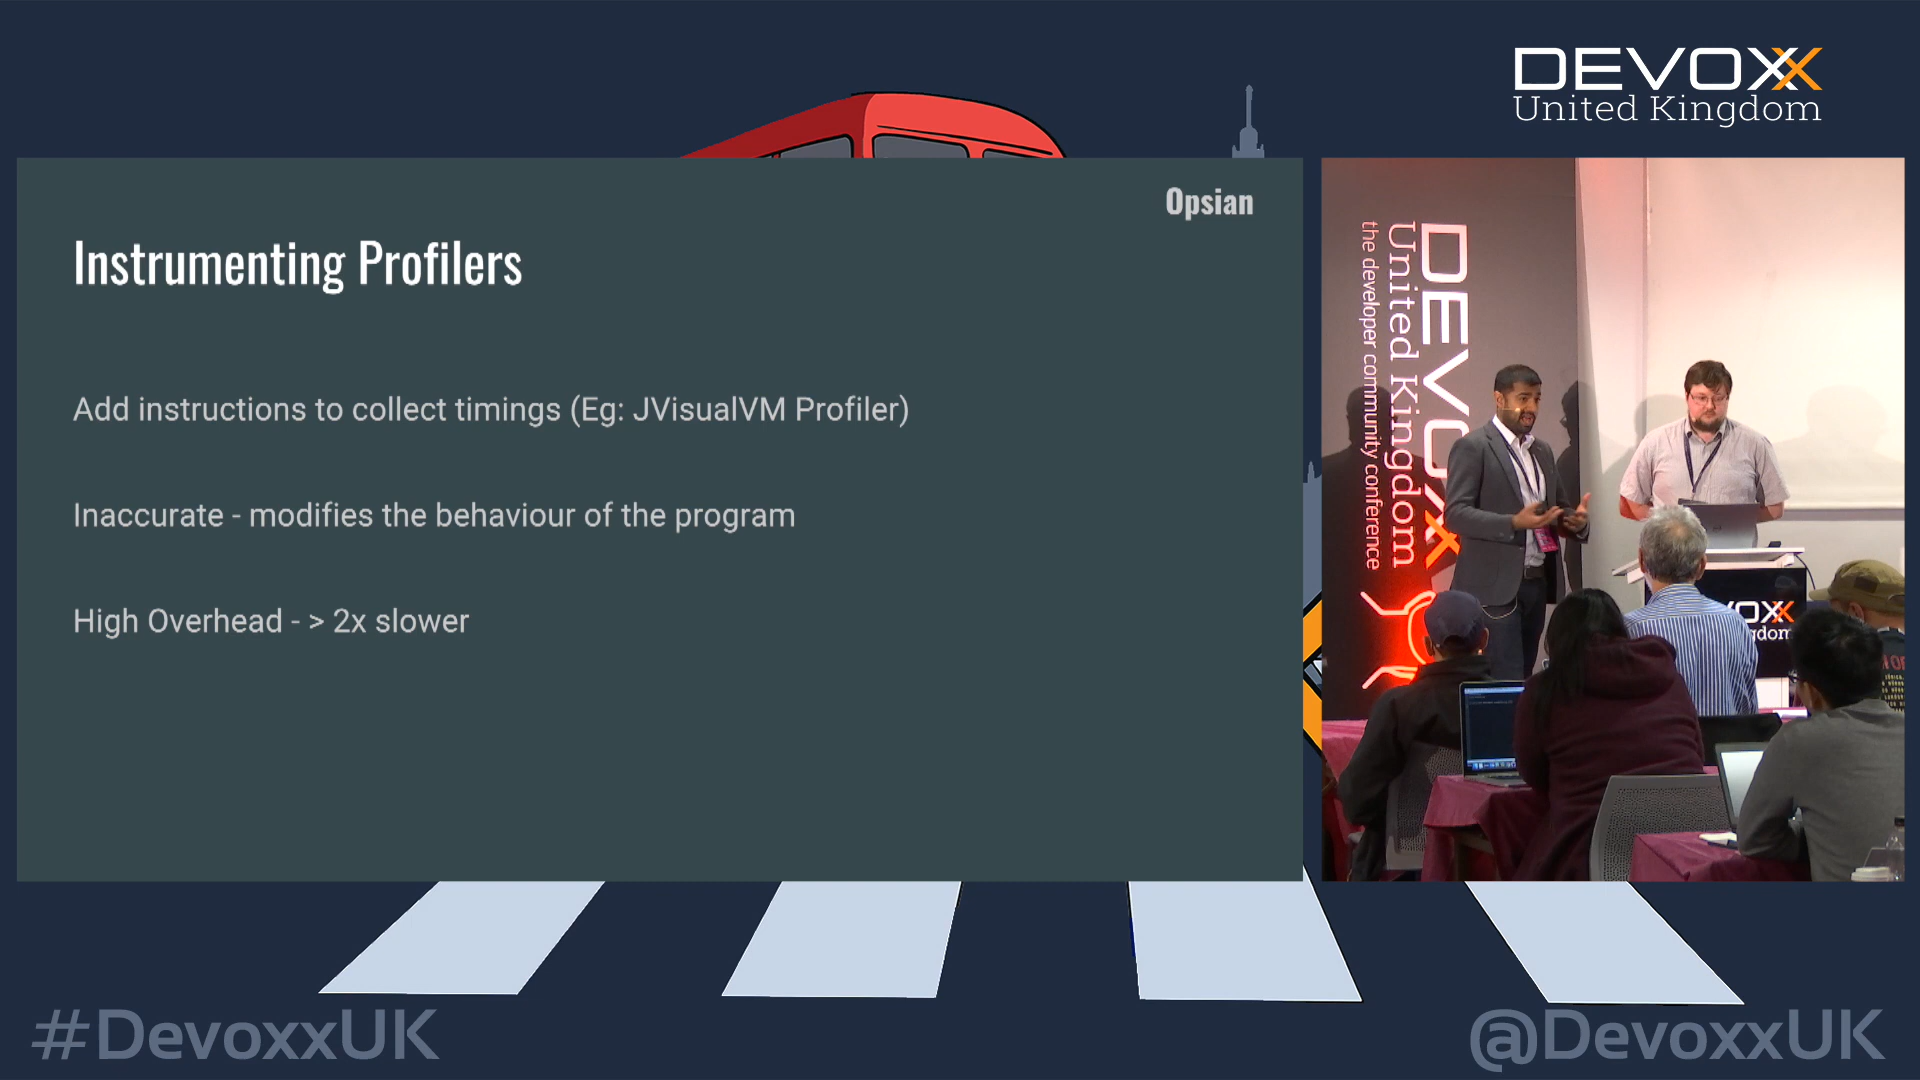 DEVOXX
United Kingdom
Opsian
Instrumenting Profilers
Add instructions to collect timings (Eg: JVisualVM Profiler)
Inaccurate - modifies the behaviour of the program
High Overhead - > 2x slower
DEVOXX
United Kingdom
the developer community conference
#DevoxxUK
@DevoxxUK